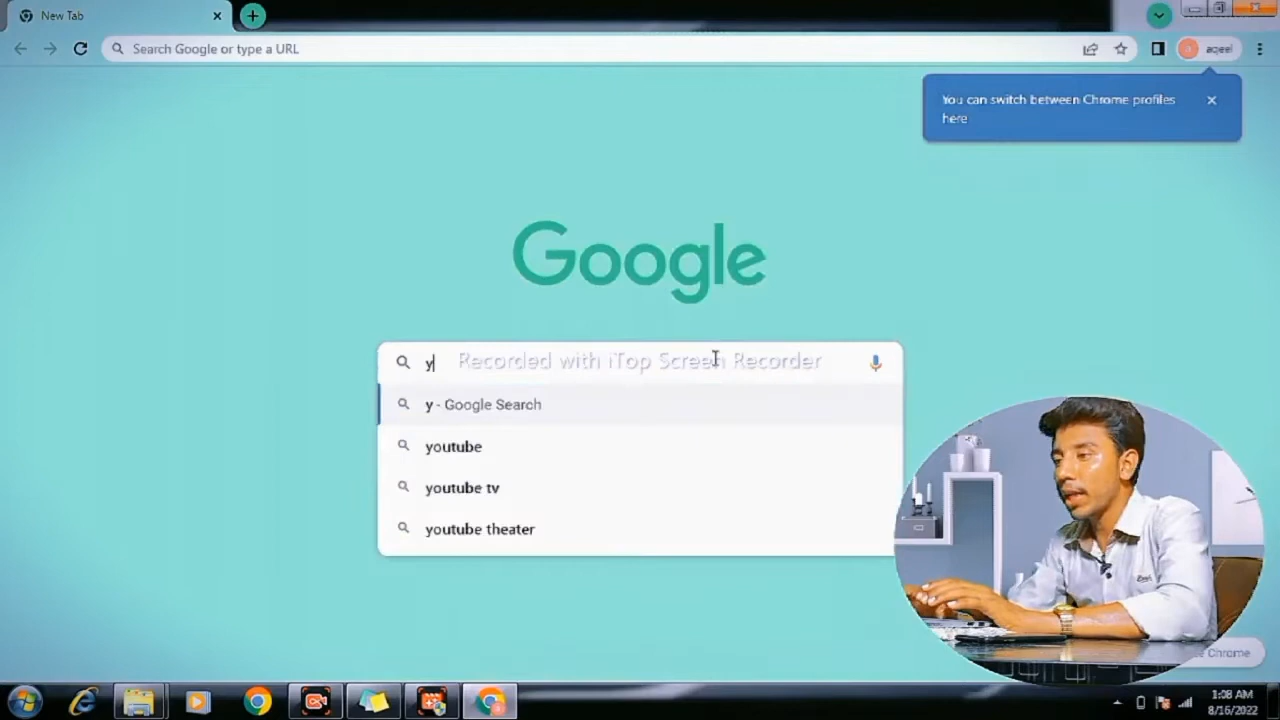 New Tab
Search Google or type a URL
aqeel
You can switch between Chrome profiles
here
Google
y
Recorded with iTop Screen Recorder
y - Google Search
youtube
youtube tv
youtube theater
Chrome
1:08 AM
8/16/2022